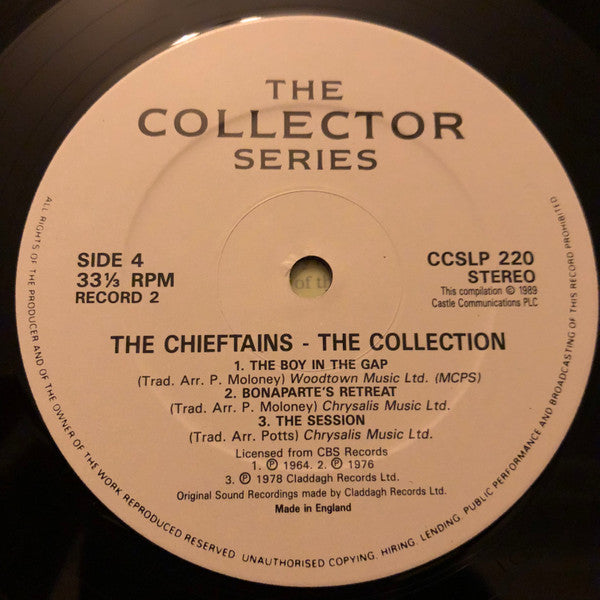 THE
COLLECTOR
SERIES
SIDE 4
33⅓ RPM
RECORD 2
CCSLP 220
STEREO
This compilation ℗ © 1989
Castle Communications PLC
of th
THE CHIEFTAINS - THE COLLECTION
1. THE BOY IN THE GAP
(Trad. Arr. P. Moloney) Woodtown Music Ltd. (MCPS)
2. BONAPARTE'S RETREAT
(Trad. Arr. P. Moloney) Chrysalis Music Ltd.
3. THE SESSION
(Trad. Arr. Potts) Chrysalis Music Ltd.
Licensed from CBS Records
1. ℗ 1964. 2. ℗ 1976
3. ℗ 1978 Claddagh Records Ltd.
Original Sound Recordings made by Claddagh Records Ltd.
Made in England
ALL RIGHTS OF THE PRODUCER AND OF THE OWNER OF THE WORK REPRODUCED RESERVED. UNAUTHORISED COPYING, HIRING, LENDING, PUBLIC PERFORMANCE AND BROADCASTING OF THIS RECORD PROHIBITED